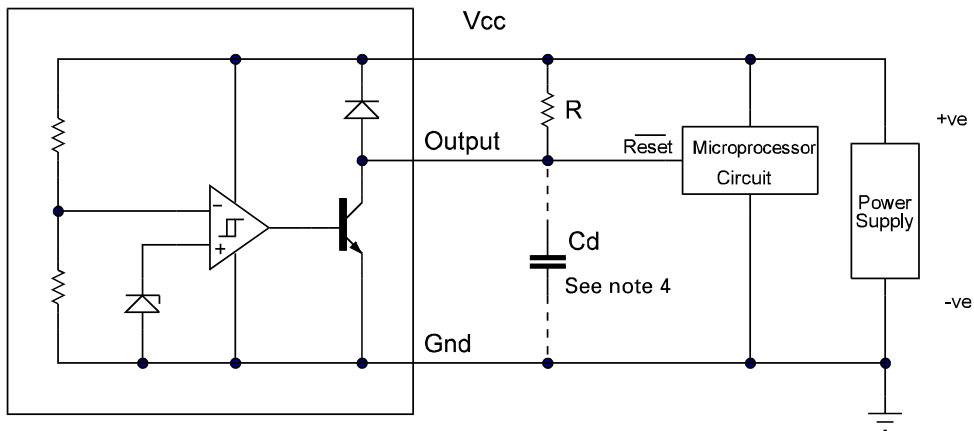 Vcc
+ve
R
Output
Reset
Microprocessor
Circuit
Power
Supply
−
+
Cd
See note 4
-ve
Gnd